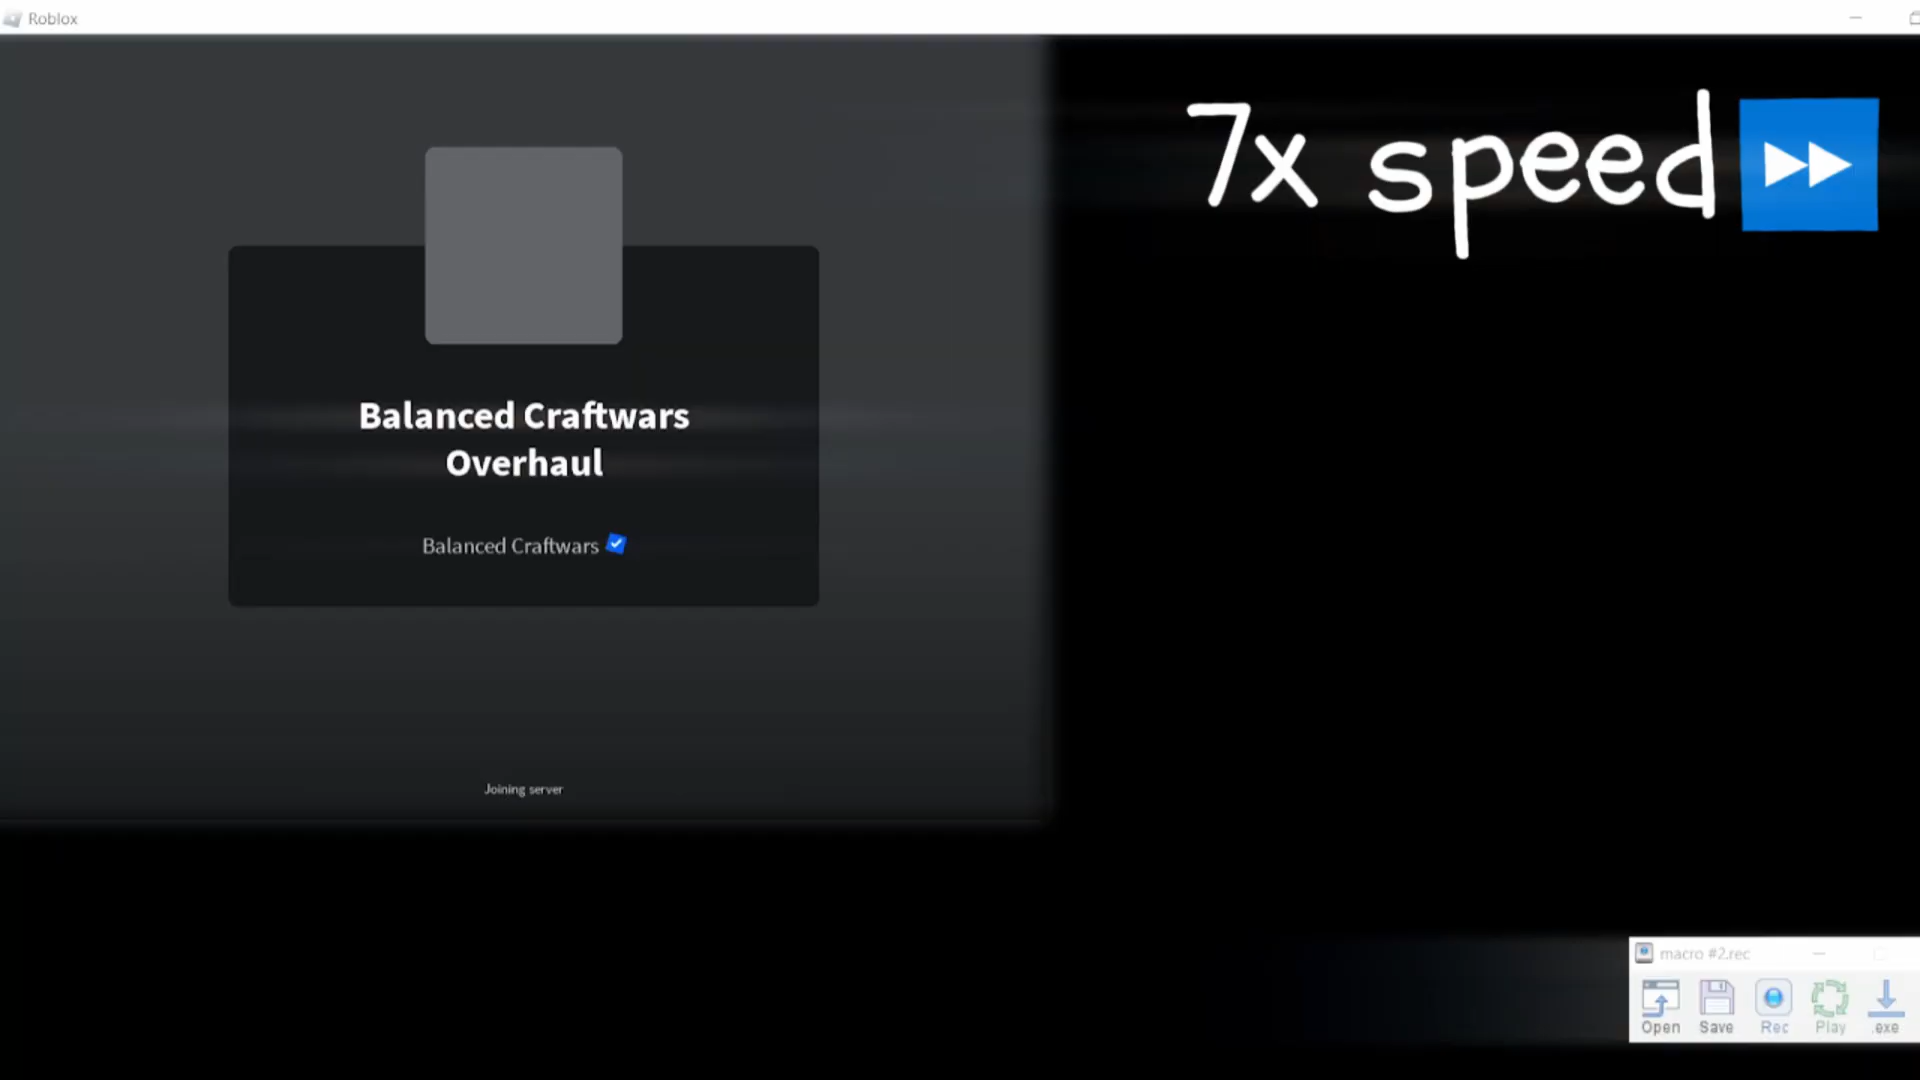 Roblox
7x speed
Balanced Craftwars
Overhaul
Balanced Craftwars
Joining server
macro #2.rec
Open Save Rec Play .exe